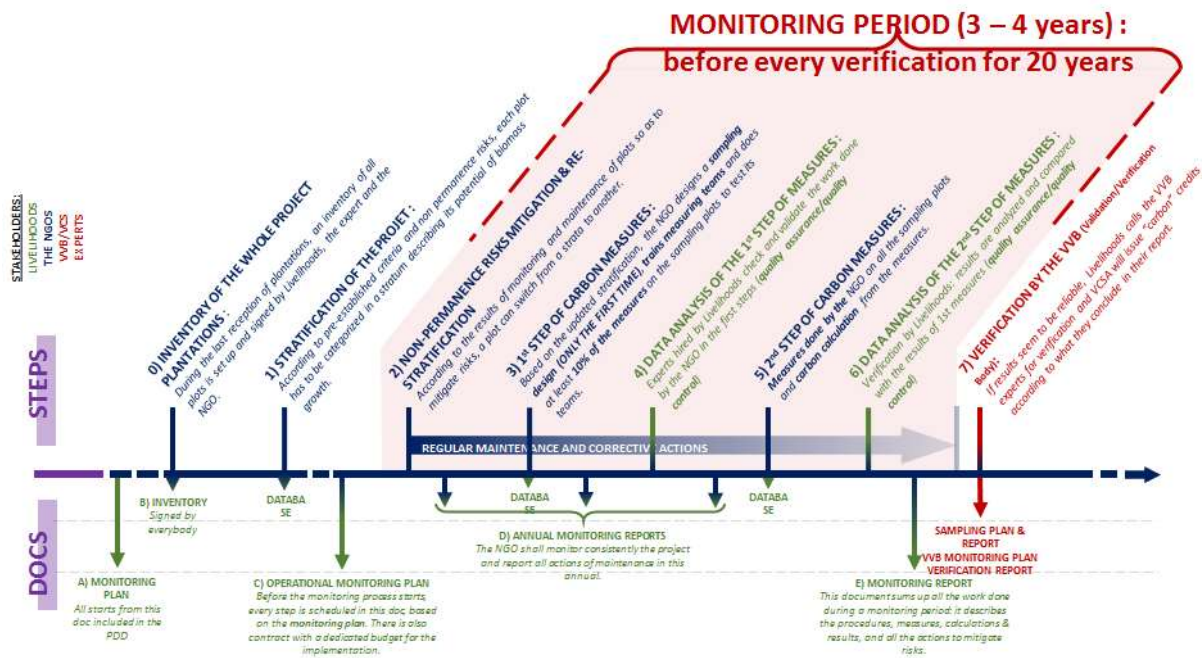 MONITORING PERIOD (3 – 4 years) :
before every verification for 20 years
STAKEHOLDERS:
LIVELIHOODS
THE NGOS
VVB/VCS
EXPERTS
STEPS
0) INVENTORY OF THE WHOLE PROJECT
PLANTATIONS :
During the last reception of plantations, an inventory of all
plots is set up and signed by Livelihoods, the expert and the
NGO.
1) STRATIFICATION OF THE PROJET :
According to pre-established criteria and non permanence risks, each plot
has to be categorized in a stratum describing its potential of biomass
growth.
2) NON-PERMANENCE RISKS MITIGATION & RE-
STRATIFICATION
According to the results of monitoring and maintenance of plots so as to
mitigate risks, a plot can switch from a strata to another.
3) 1st STEP OF CARBON MEASURES:
Based on the updated stratification, the NGO designs a sampling
design (ONLY THE FIRST TIME), trains measuring teams and does
at least 10% of the measures on the sampling plots to test its
teams.
4) DATA ANALYSIS OF THE 1st STEP OF MEASURES :
Experts hired by Livelihoods check and validate the work done
by the NGO in the first steps (quality assurance/quality
control)
5) 2nd STEP OF CARBON MEASURES :
Measures done by the NGO on all the sampling plots
and carbon calculation from the measures.
6) DATA ANALYSIS OF THE 2nd STEP OF MEASURES :
Verification by Livelihoods: results are analyzed and compared
with the results of 1st measures (quality assurance/quality
control)
7) VERIFICATION BY THE VVB (Validation/Verification
Body):
If results seem to be reliable, Livelihoods calls the VVB
experts for verification and VCSA will issue "carbon" credits
according to what they conclude in their report.
REGULAR MAINTENANCE AND CORRECTIVE ACTIONS
DOCS
A) MONITORING
PLAN
All starts from this
doc included in the
PDD
B) INVENTORY
Signed by
everybody
DATABA
SE
C) OPERATIONAL MONITORING PLAN
Before the monitoring process starts,
every step is scheduled in this doc, based
on the monitoring plan. There is also
contract with a dedicated budget for the
implementation.
DATABA
SE
D) ANNUAL MONITORING REPORTS
The NGO shall monitor consistently the project
and report all actions of maintenance in this
annual.
DATABA
SE
E) MONITORING REPORT
This document sums up all the work done
during a monitoring period: it describes
the procedures, measures, calculations &
results, and all the actions to mitigate
risks.
SAMPLING PLAN &
REPORT
VVB MONITORING PLAN
VERIFICATION REPORT